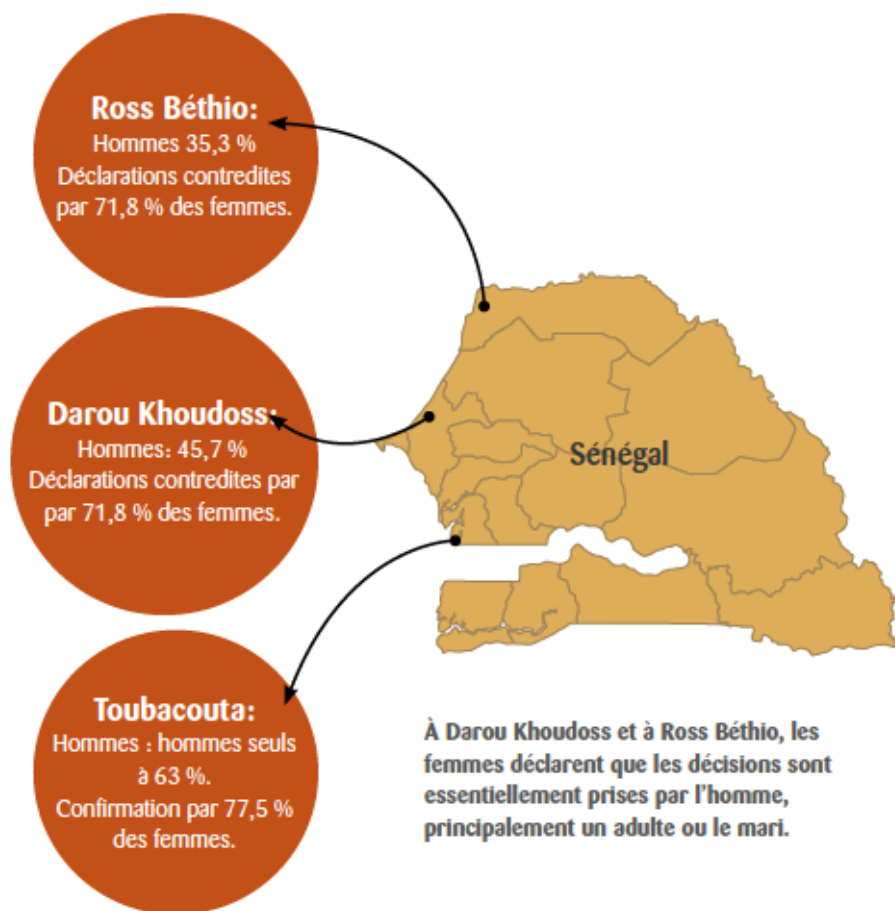 Ross Béthio:
Hommes 35,3 %
Déclarations contredites
par 71,8 % des femmes.
Darou Khoudoss:
Hommes: 45,7 %
Déclarations contredites par
par 71,8 % des femmes.
Sénégal
Toubacouta:
Hommes : hommes seuls
à 63 %.
Confirmation par 77,5 %
des femmes.
À Darou Khoudoss et à Ross Béthio, les
femmes déclarent que les décisions sont
essentiellement prises par l'homme,
principalement un adulte ou le mari.